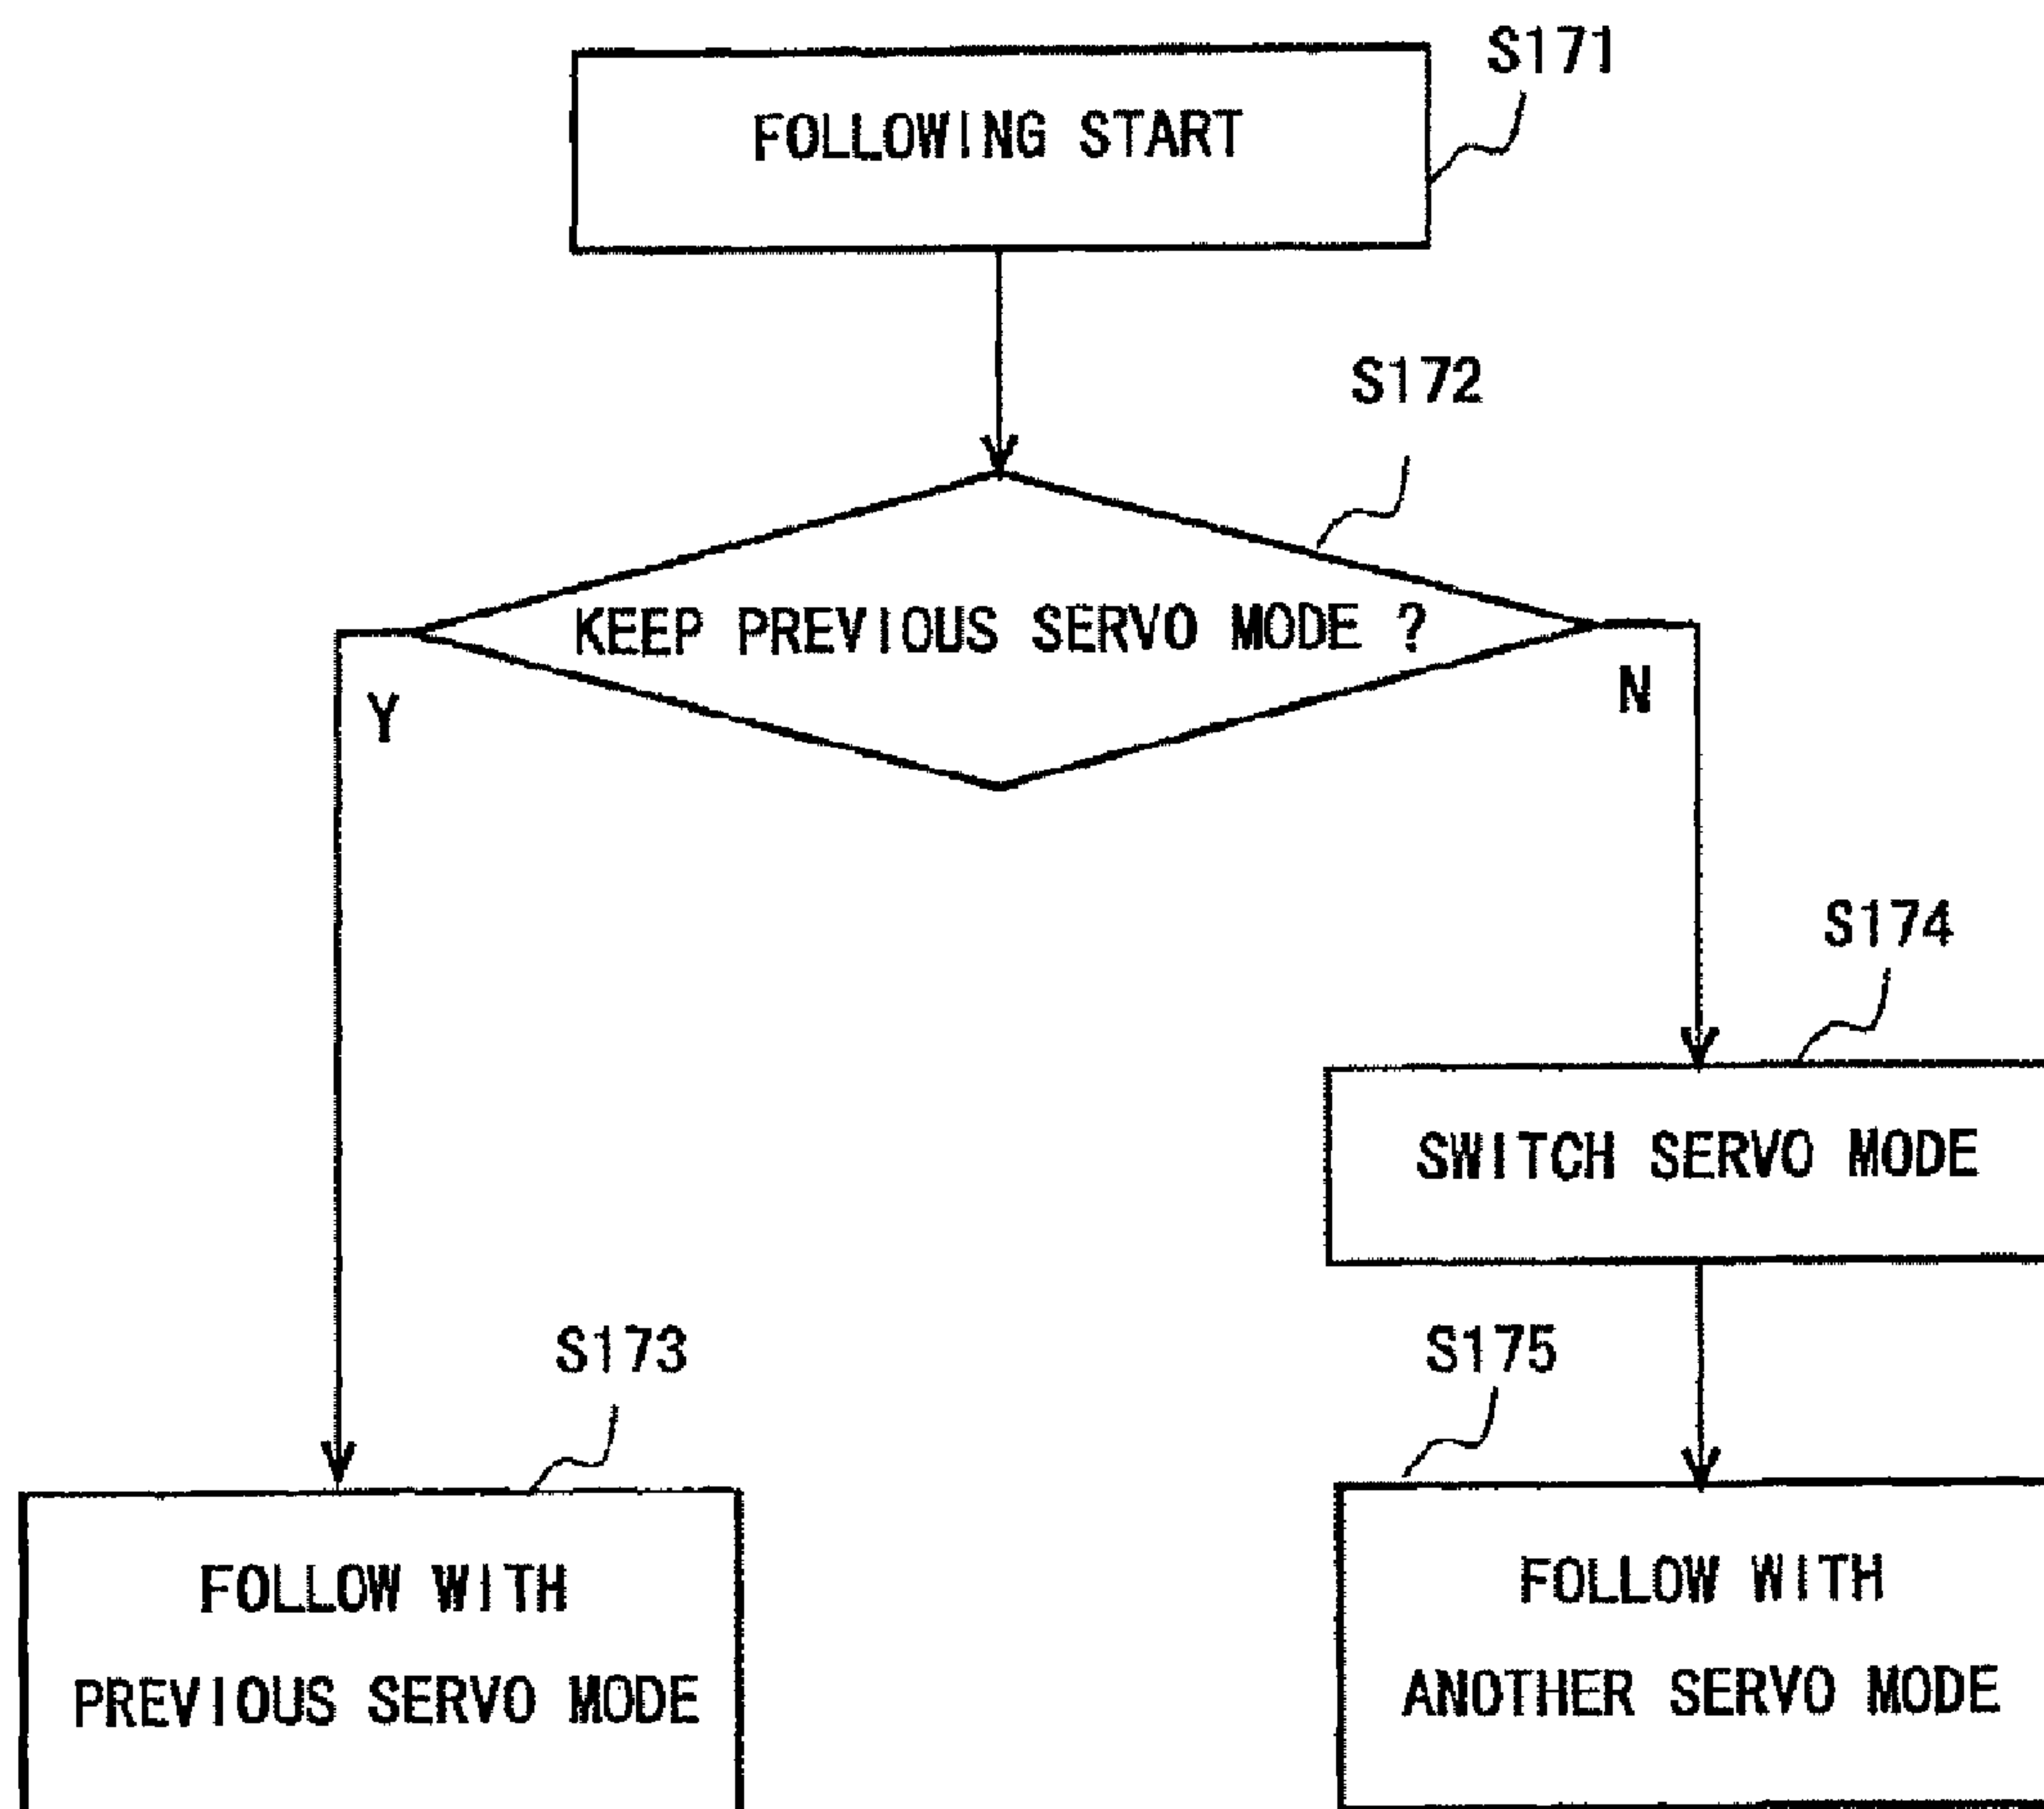 S171
FOLLOWING START
S172
KEEP PREVIOUS SERVO MODE ?
Y
N
S174
SWITCH SERVO MODE
S173
S175
FOLLOW WITH
PREVIOUS SERVO MODE
FOLLOW WITH
ANOTHER SERVO MODE